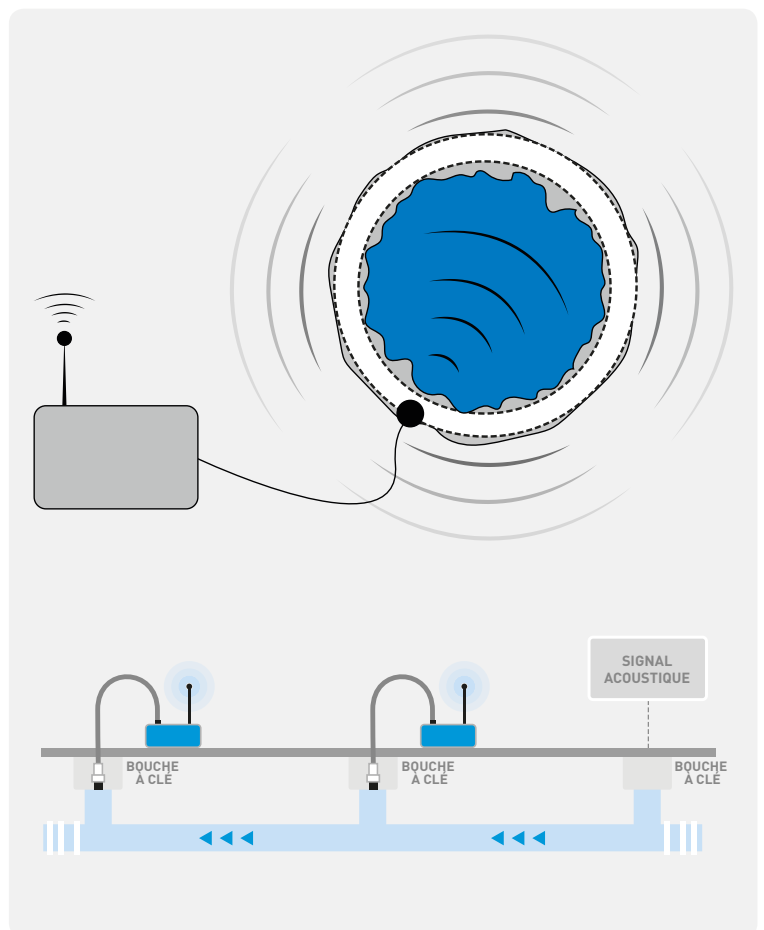 SIGNAL
ACOUSTIQUE
BOUCHE
À CLÉ
BOUCHE
À CLÉ
BOUCHE
À CLÉ